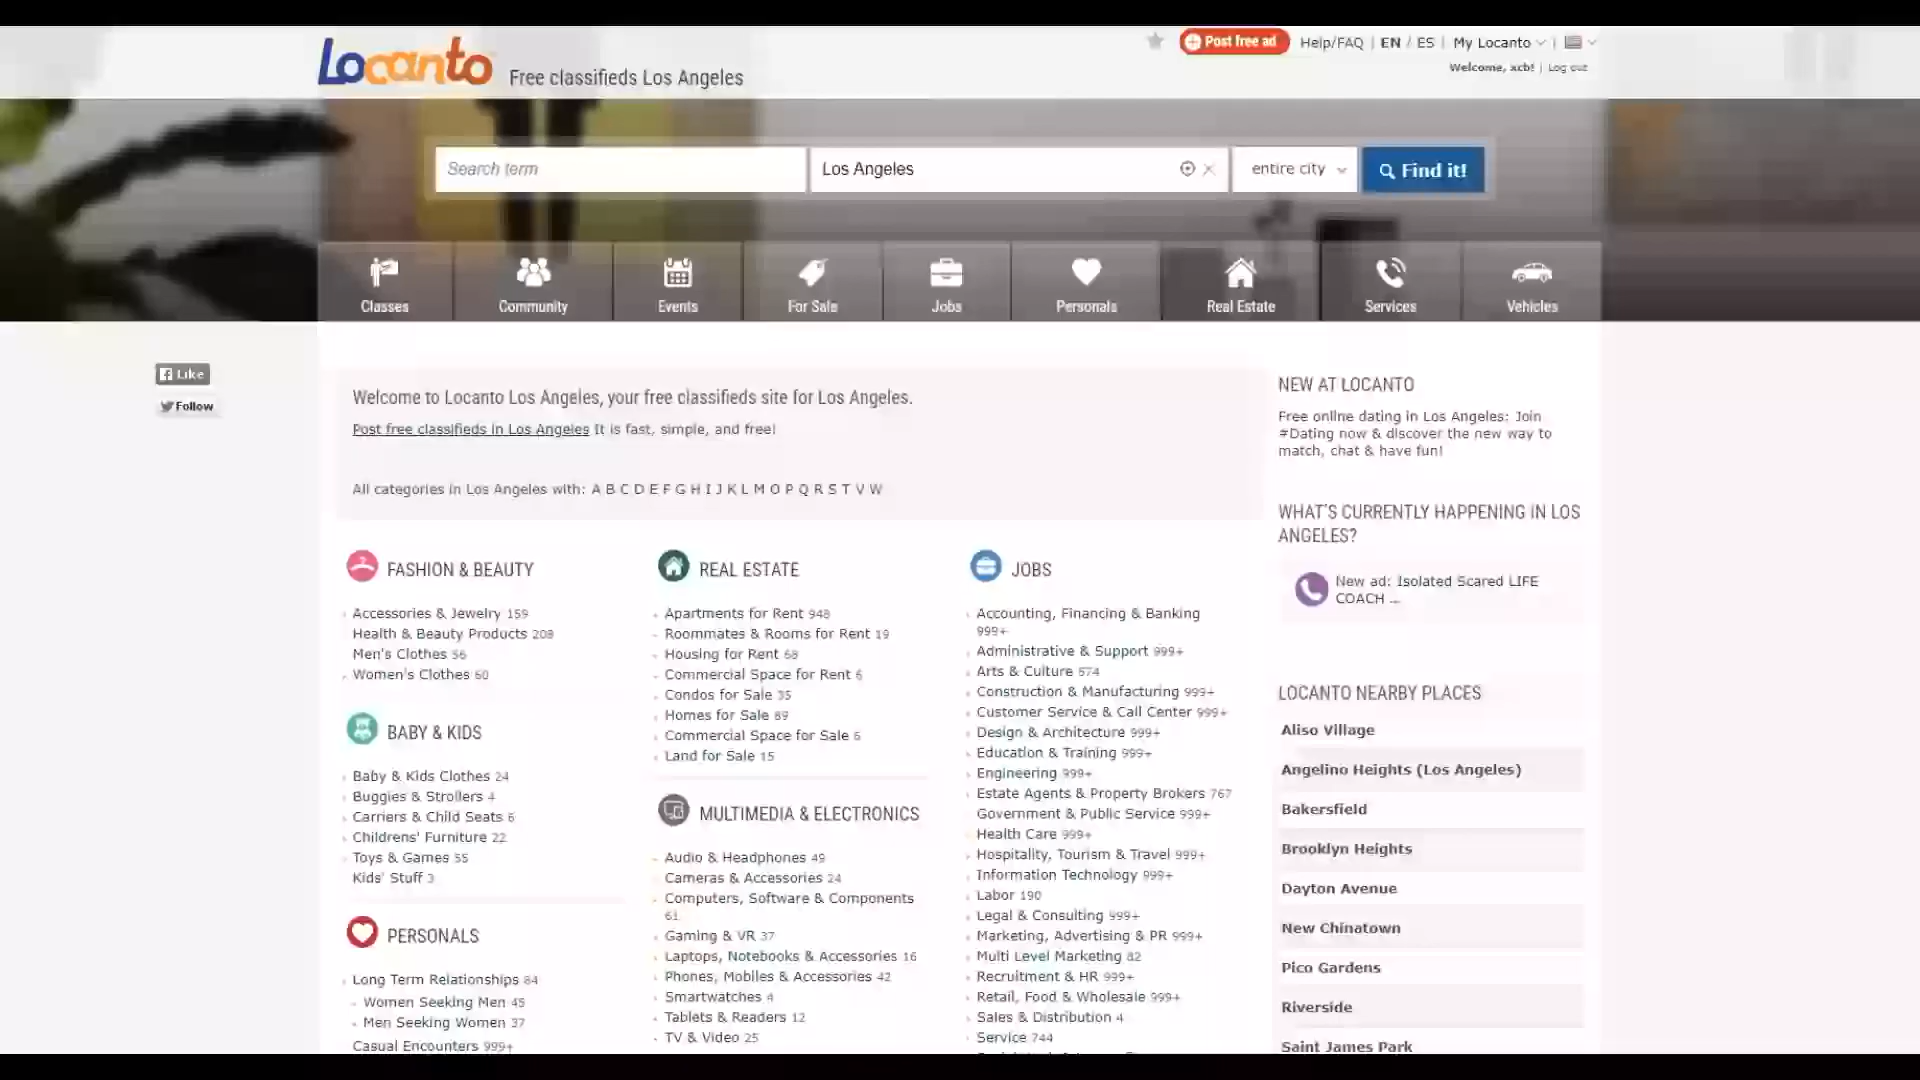 Locanto
Free classifieds Los Angeles
Post free ad
Help/FAQ | EN / ES | My Locanto |
Welcome, xcb! | Log out
Search term
Los Angeles
entire city
Find it!
Classes
Community
Events
For Sale
Jobs
Personals
Real Estate
Services
Vehicles
Like
Follow
Welcome to Locanto Los Angeles, your free classifieds site for Los Angeles.
Post free classifieds in Los Angeles It is fast, simple, and free!
All categories in Los Angeles with: A B C D E F G H I J K L M O P Q R S T V W
FASHION & BEAUTY
Accessories & Jewelry 159
Health & Beauty Products 208
Men's Clothes 56
Women's Clothes 60
BABY & KIDS
Baby & Kids Clothes 24
Buggies & Strollers 4
Carriers & Child Seats 6
Childrens' Furniture 22
Toys & Games 55
Kids' Stuff 3
PERSONALS
Long Term Relationships 84
Women Seeking Men 45
Men Seeking Women 37
Casual Encounters 999+
REAL ESTATE
Apartments for Rent 948
Roommates & Rooms for Rent 19
Housing for Rent 68
Commercial Space for Rent 6
Condos for Sale 35
Homes for Sale 89
Commercial Space for Sale 6
Land for Sale 15
MULTIMEDIA & ELECTRONICS
Audio & Headphones 49
Cameras & Accessories 24
Computers, Software & Components
61
Gaming & VR 37
Laptops, Notebooks & Accessories 16
Phones, Mobiles & Accessories 42
Smartwatches 4
Tablets & Readers 12
TV & Video 25
JOBS
Accounting, Financing & Banking
999+
Administrative & Support 999+
Arts & Culture 574
Construction & Manufacturing 999+
Customer Service & Call Center 999+
Design & Architecture 999+
Education & Training 999+
Engineering 999+
Estate Agents & Property Brokers 767
Government & Public Service 999+
Health Care 999+
Hospitality, Tourism & Travel 999+
Information Technology 999+
Labor 190
Legal & Consulting 999+
Marketing, Advertising & PR 999+
Multi Level Marketing 82
Recruitment & HR 999+
Retail, Food & Wholesale 999+
Sales & Distribution 4
Service 744
NEW AT LOCANTO
Free online dating in Los Angeles: Join
#Dating now & discover the new way to
match, chat & have fun!
WHAT'S CURRENTLY HAPPENING IN LOS
ANGELES?
New ad: Isolated Scared LIFE
COACH ...
LOCANTO NEARBY PLACES
Aliso Village
Angelino Heights (Los Angeles)
Bakersfield
Brooklyn Heights
Dayton Avenue
New Chinatown
Pico Gardens
Riverside
Saint James Park